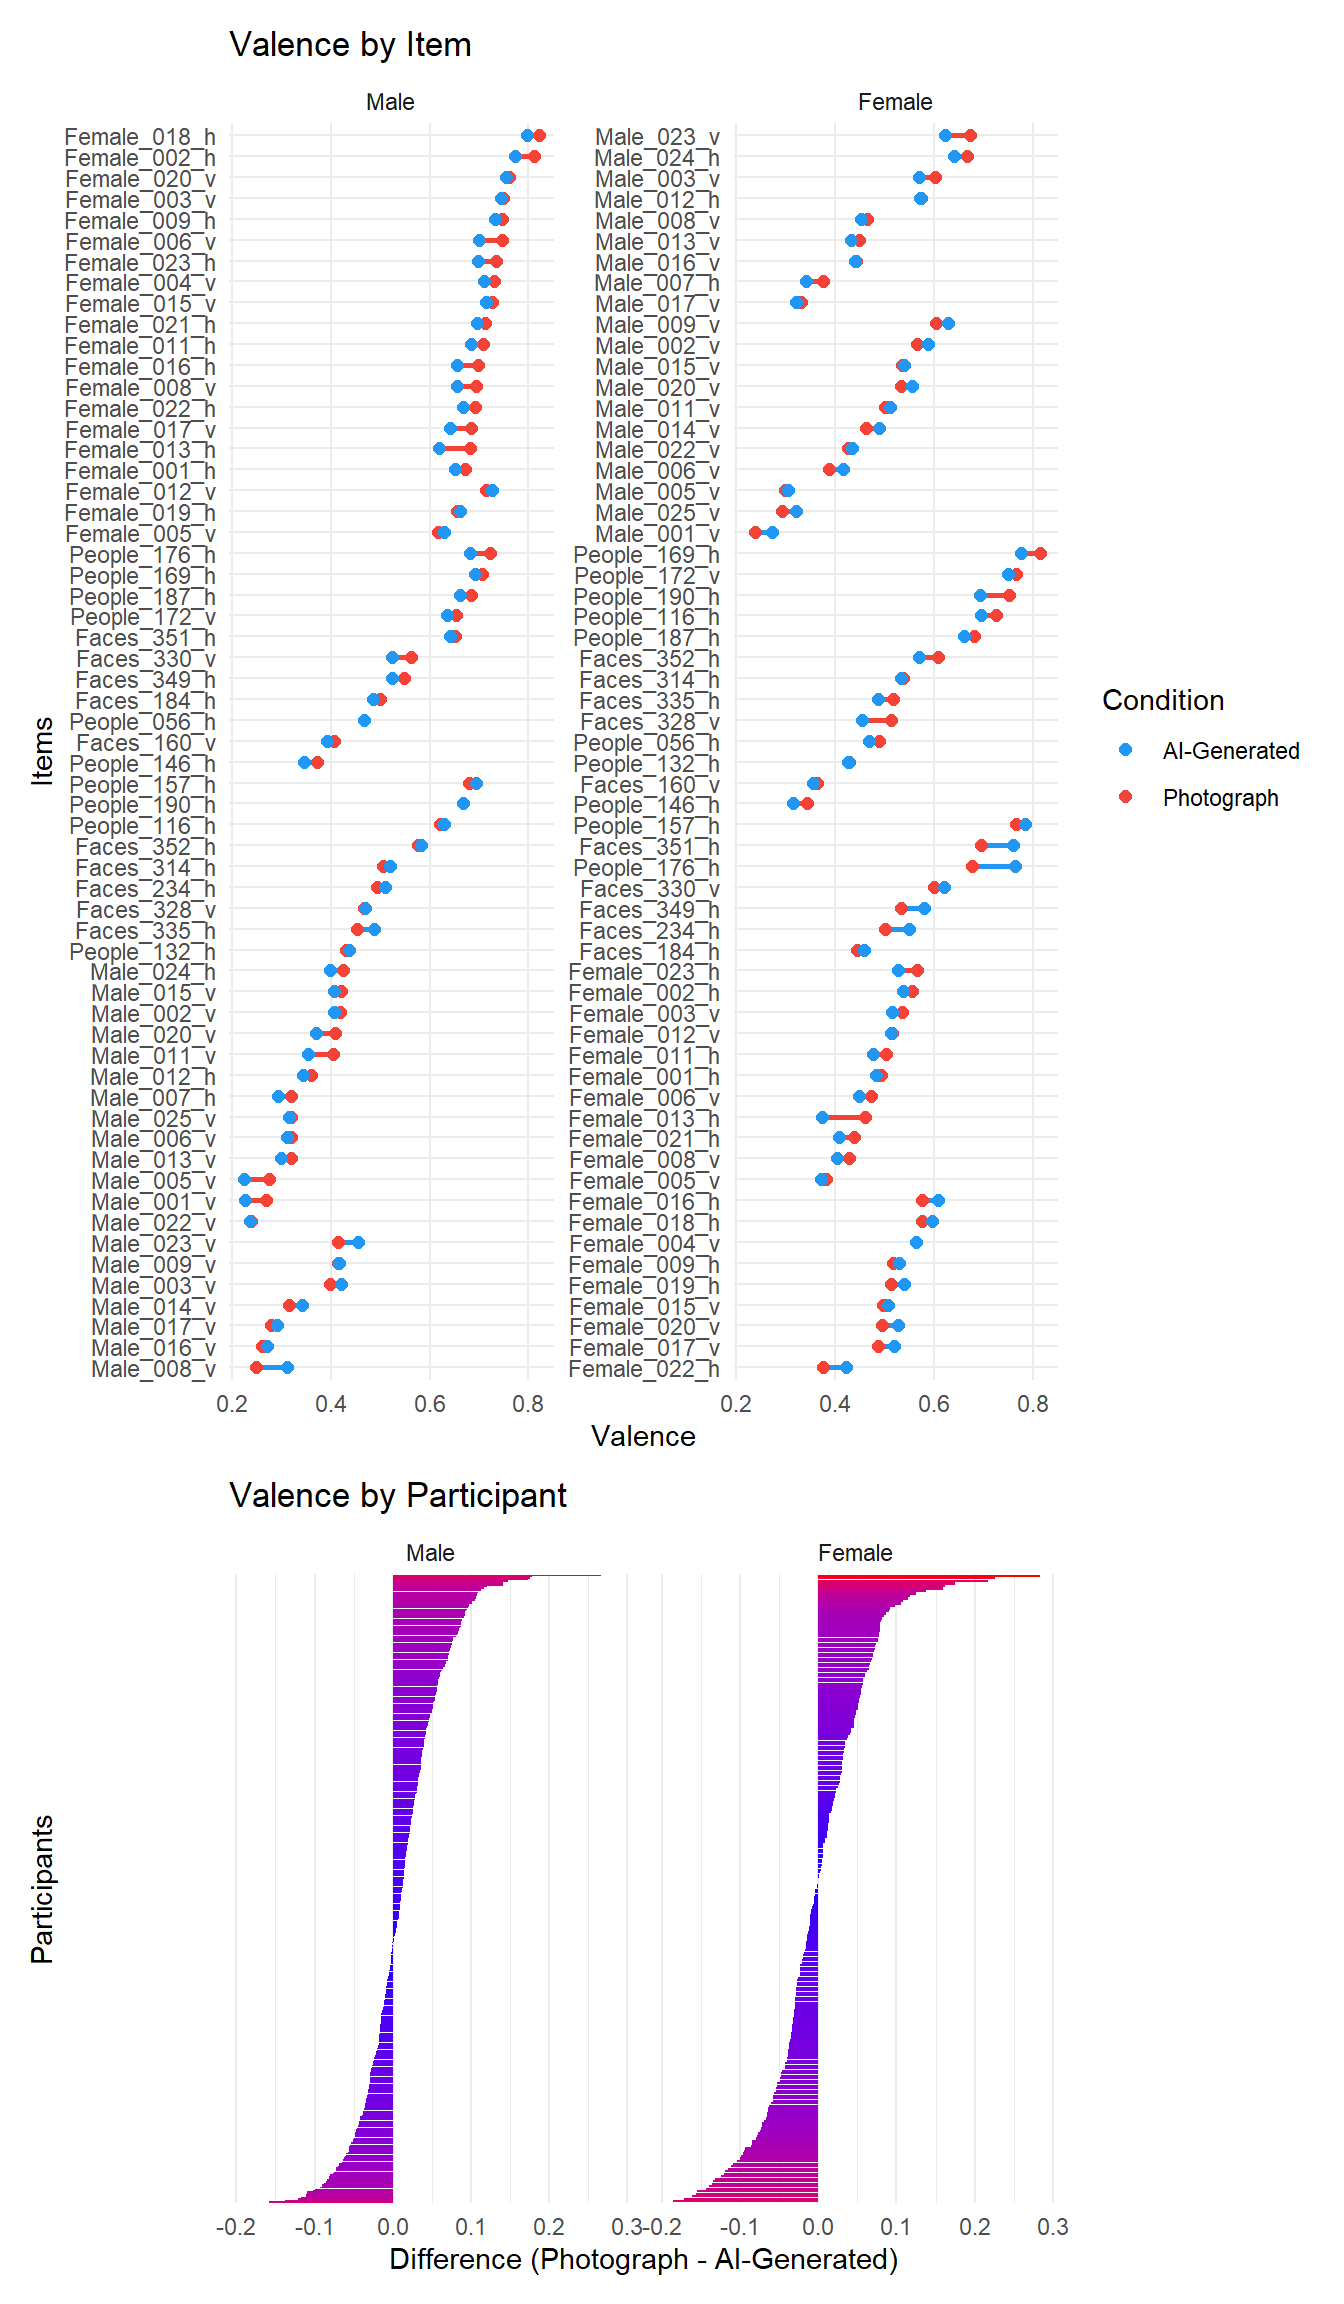 Valence by Item
Male
Female
Female_018_h
Female_002_h
Female_020_v
Female_003_v
Female_009_h
Female_006_v
Female_023_h
Female_004_v
Female_015_v
Female_021_h
Female_011_h
Female_016_h
Female_008_v
Female_022_h
Female_017_v
Female_013_h
Female_001_h
Female_012_v
Female_019_h
Female_005_v
People_176_h
People_169_h
People_187_h
People_172_v
Faces_351_h
Faces_330_v
Faces_349_h
Faces_184_h
People_056_h
Faces_160_v
People_146_h
People_157_h
People_190_h
People_116_h
Faces_352_h
Faces_314_h
Faces_234_h
Faces_328_v
Faces_335_h
People_132_h
Male_024_h
Male_015_v
Male_002_v
Male_020_v
Male_011_v
Male_012_h
Male_007_h
Male_025_v
Male_006_v
Male_013_v
Male_005_v
Male_001_v
Male_022_v
Male_023_v
Male_009_v
Male_003_v
Male_014_v
Male_017_v
Male_016_v
Male_008_v
Male_023_v
Male_024_h
Male_003_v
Male_012_h
Male_008_v
Male_013_v
Male_016_v
Male_007_h
Male_017_v
Male_009_v
Male_002_v
Male_015_v
Male_020_v
Male_011_v
Male_014_v
Male_022_v
Male_006_v
Male_005_v
Male_025_v
Male_001_v
People_169_h
People_172_v
People_190_h
People_116_h
People_187_h
Faces_352_h
Faces_314_h
Faces_335_h
Faces_328_v
People_056_h
People_132_h
Faces_160_v
People_146_h
People_157_h
Faces_351_h
People_176_h
Faces_330_v
Faces_349_h
Faces_234_h
Faces_184_h
Female_023_h
Female_002_h
Female_003_v
Female_012_v
Female_011_h
Female_001_h
Female_006_v
Female_013_h
Female_021_h
Female_008_v
Female_005_v
Female_016_h
Female_018_h
Female_004_v
Female_009_h
Female_019_h
Female_015_v
Female_020_v
Female_017_v
Female_022_h
Items
0.2 0.4 0.6 0.8
0.2 0.4 0.6 0.8
Valence
Condition
AI-Generated
Photograph
Valence by Participant
Male
Female
Participants
-0.2 -0.1 0.0 0.1 0.2 0.3
-0.2 -0.1 0.0 0.1 0.2 0.3
Difference (Photograph - AI-Generated)